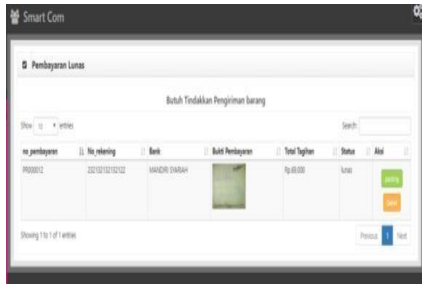 Smart Com
Pembayaran Lunas
Butuh Tindakkan Pengiriman barang
Show 10 entries
Search:
no_pembayaran No_rekening Bank Bukti Pembayaran Total Tagihan Status Aksi
MANDIRI SYARIAH lunas
Showing 1 to 1 of 1 entries
Previous 1 Next